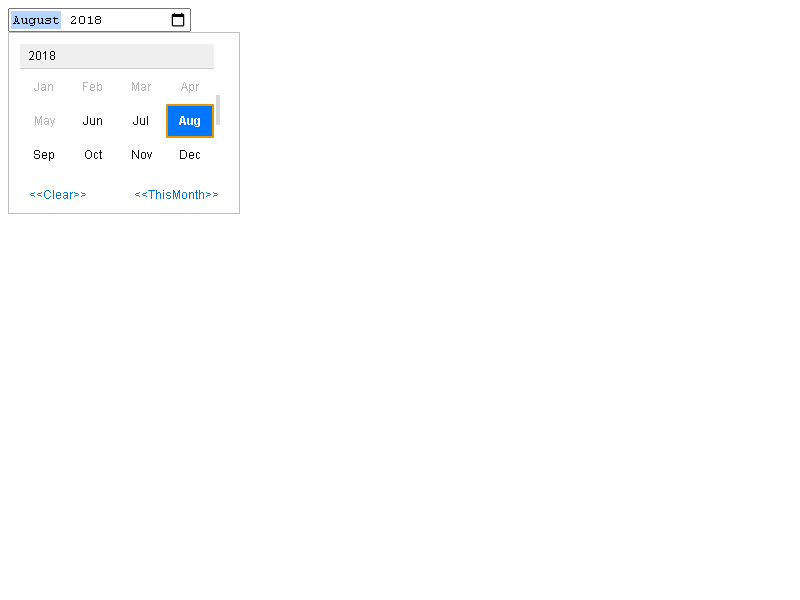 August 2018
2018
Jan Feb Mar Apr
May Jun Jul Aug
Sep Oct Nov Dec
<<Clear>> <<ThisMonth>>